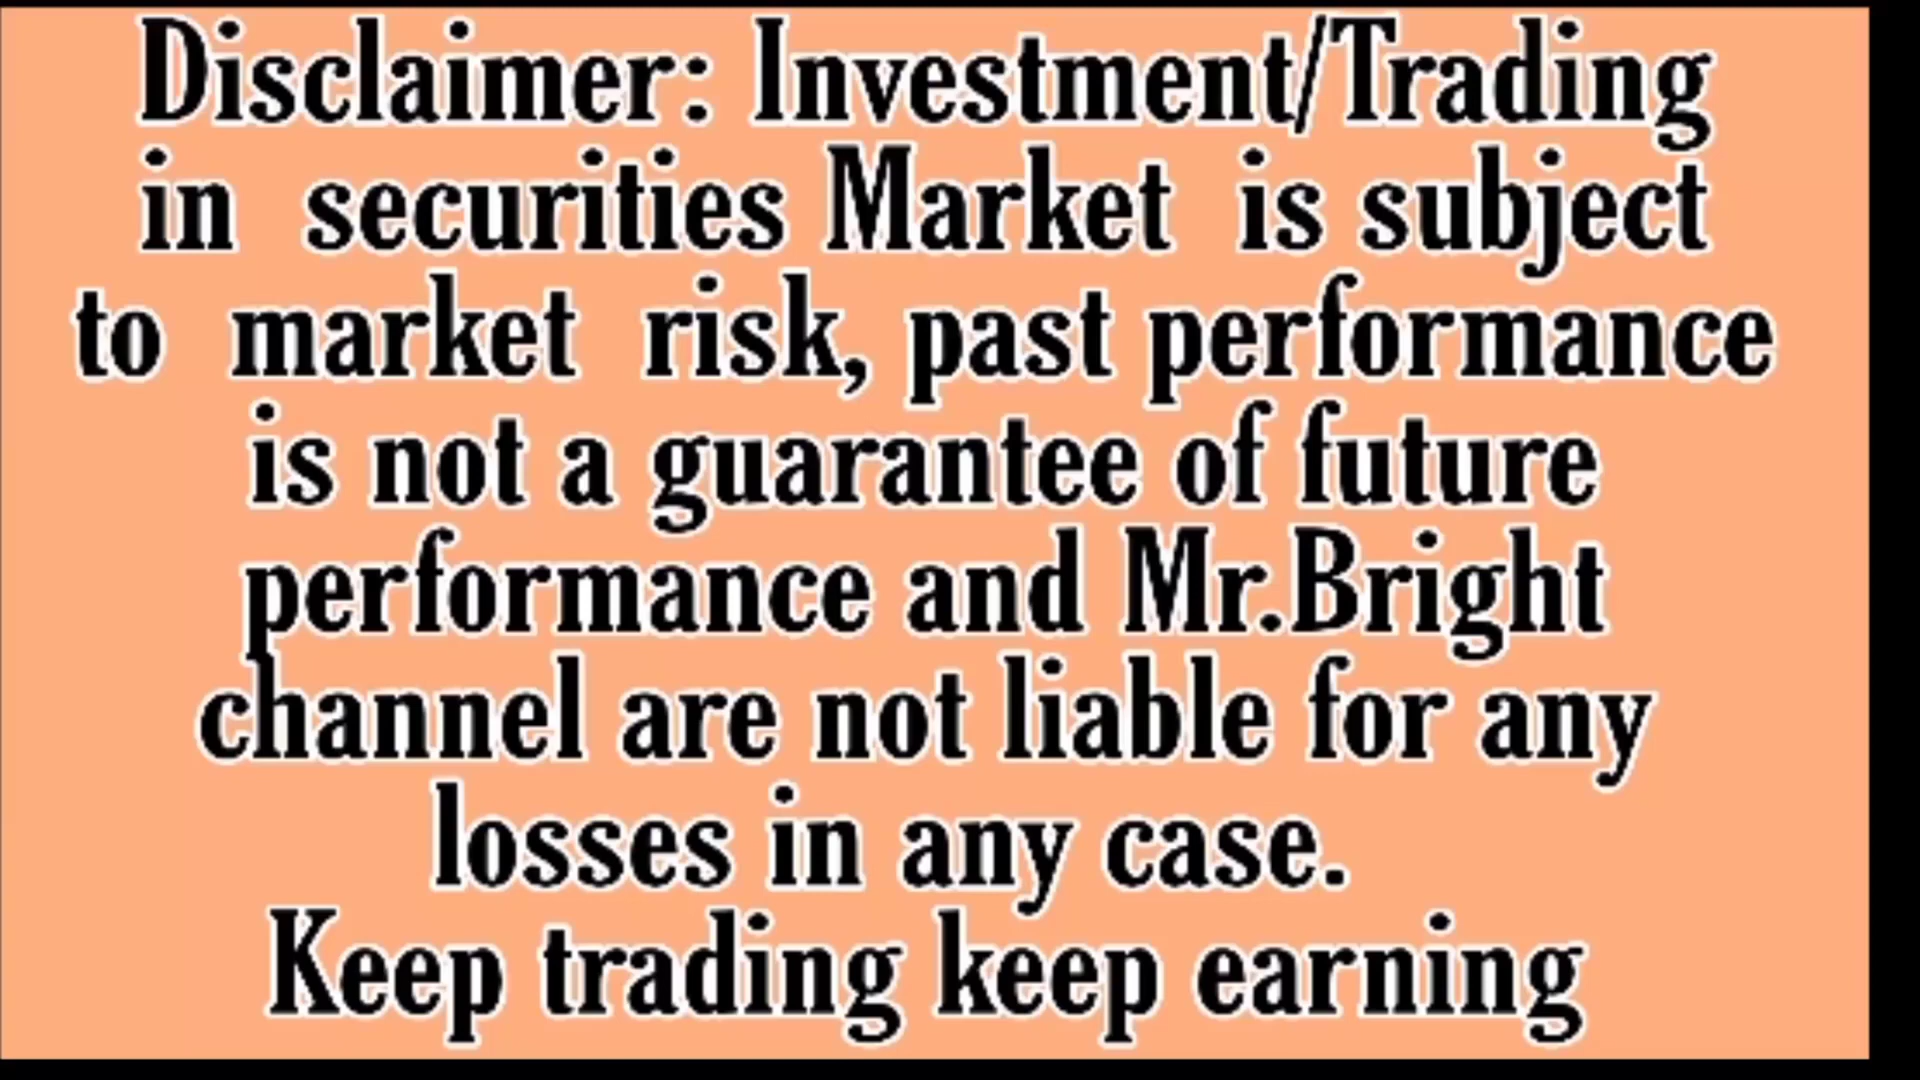 Disclaimer: Investment/Trading
in securities Market is subject
to market risk, past performance
is not a guarantee of future
performance and Mr.Bright
channel are not liable for any
losses in any case.
Keep trading keep earning